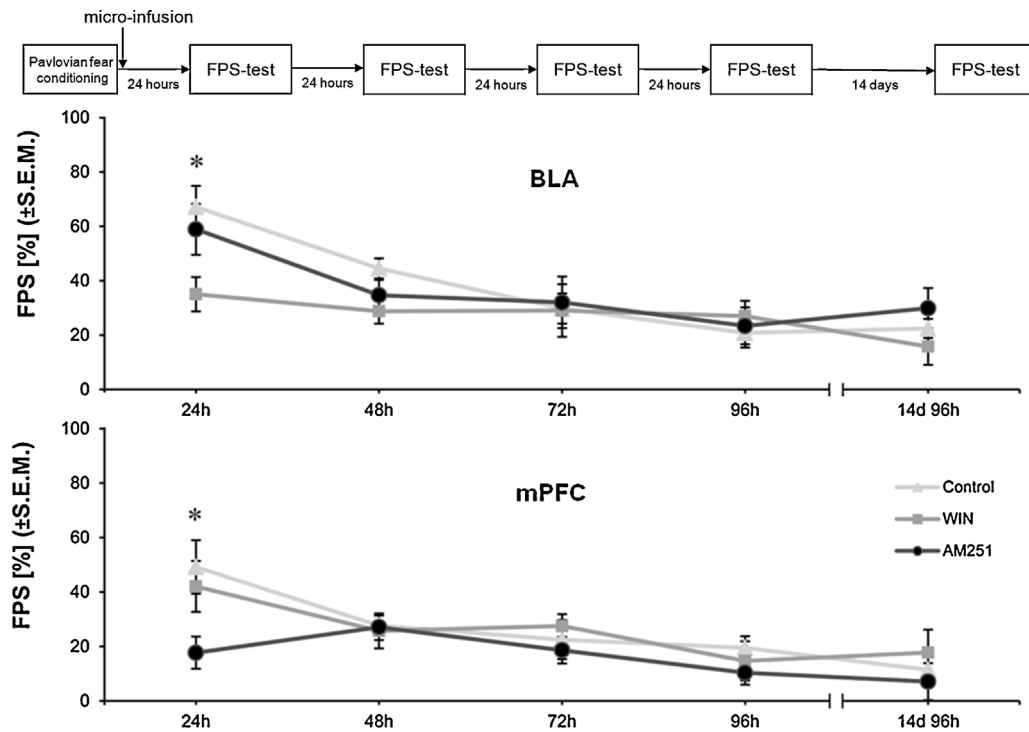 micro-infusion
Pavlovian fear
conditioning
24 hours
FPS-test
24 hours
FPS-test
24 hours
FPS-test
24 hours
FPS-test
14 days
FPS-test
FPS [%] (±S.E.M.)
100
80
60
40
20
0
*
BLA
24h
48h
72h
96h
14d 96h
FPS [%] (±S.E.M.)
100
80
60
40
20
0
*
mPFC
Control
WIN
AM251
24h
48h
72h
96h
14d 96h